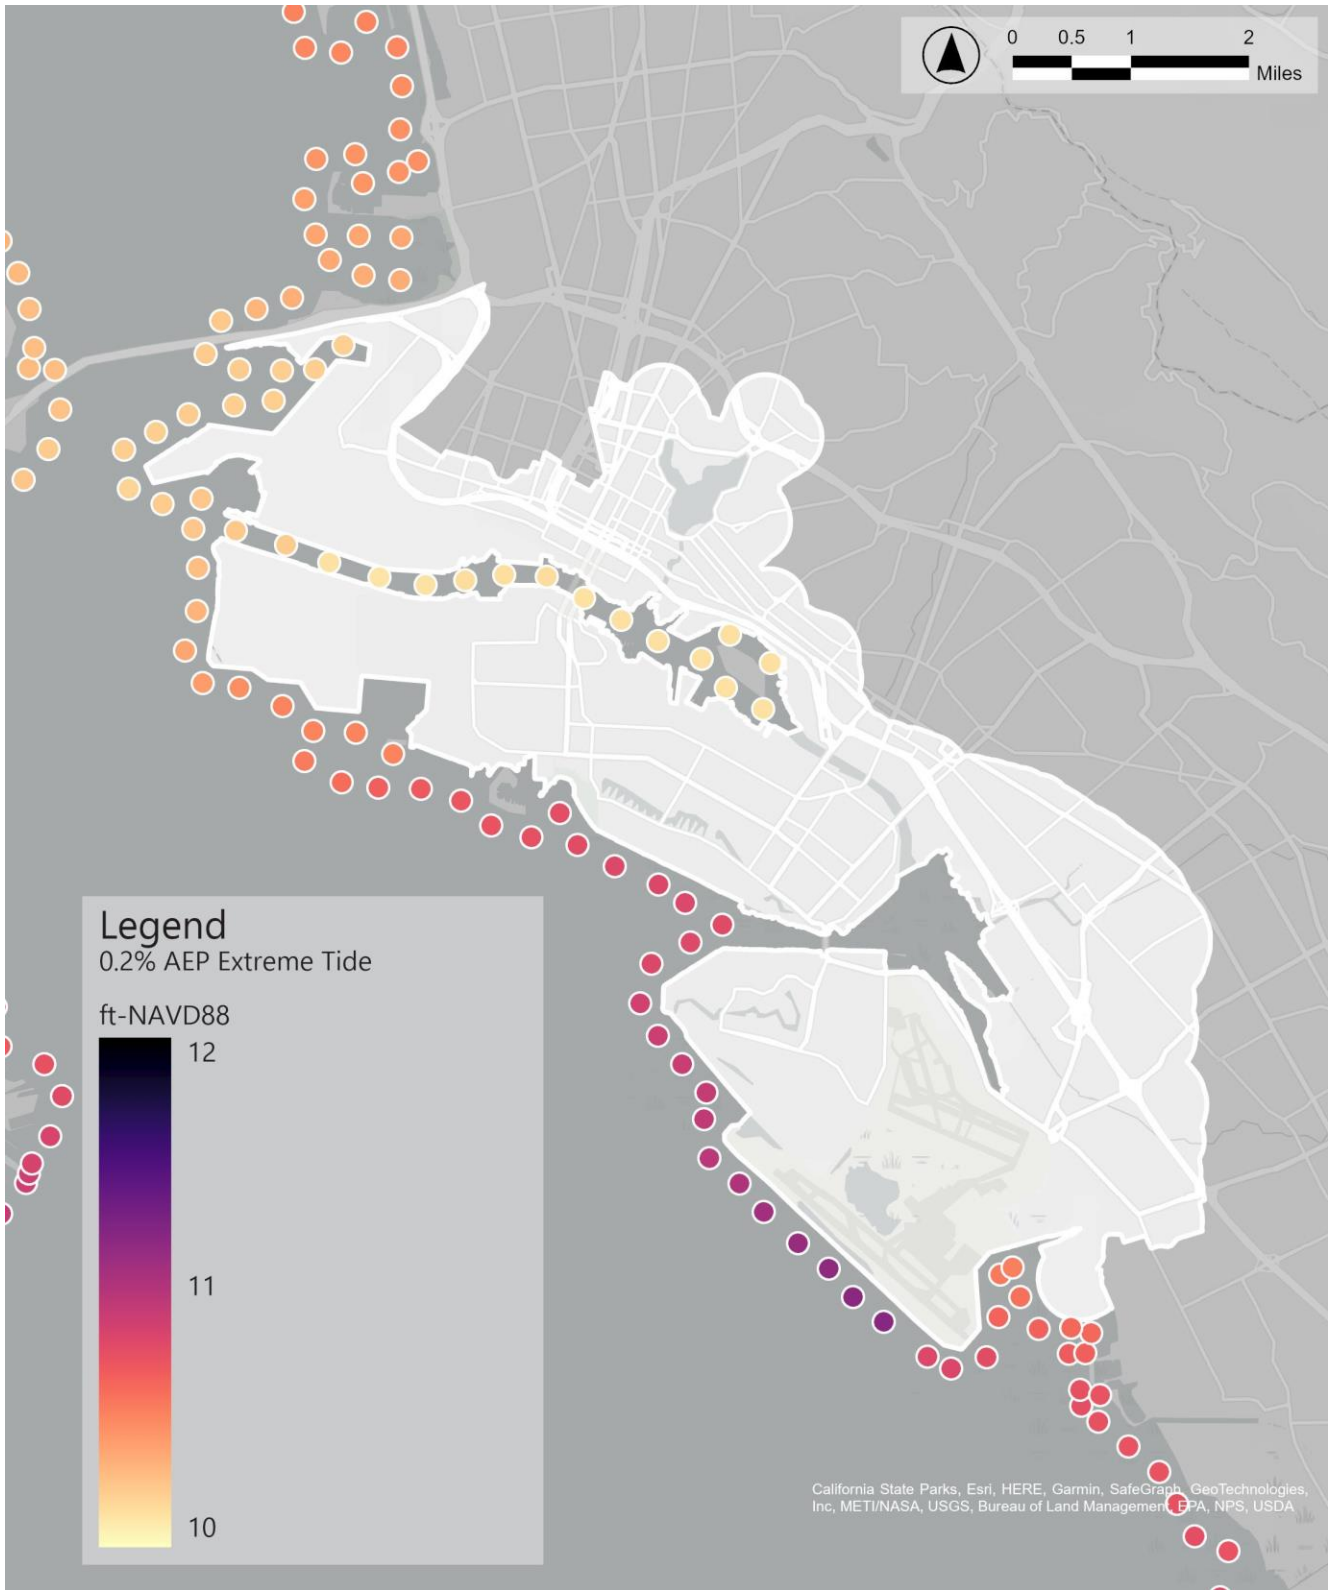 0 0.5 1 2
Miles
Legend
0.2% AEP Extreme Tide
ft-NAVD88
12
11
10
California State Parks, Esri, HERE, Garmin, SafeGraph, GeoTechnologies,
Inc, METI/NASA, USGS, Bureau of Land Management, EPA, NPS, USDA